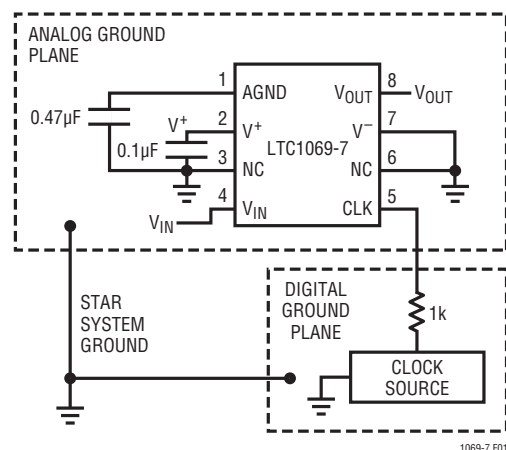 ANALOG GROUND
PLANE
1
AGND
VOUT
8
VOUT
0.47µF
V+
2
V+
V−
7
0.1µF
LTC1069-7
3
NC
NC
6
4
VIN
VIN
CLK
5
STAR
SYSTEM
GROUND
DIGITAL
GROUND
PLANE
1k
CLOCK
SOURCE
1069-7 F01